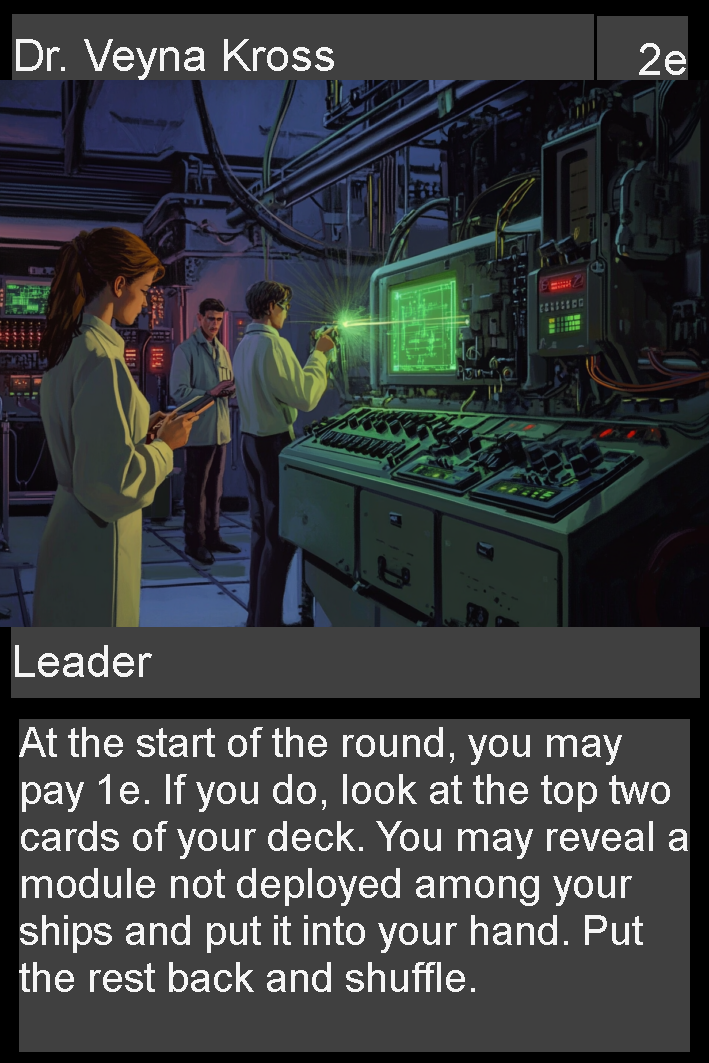 Dr. Veyna Kross
2e
Leader
At the start of the round, you may
pay 1e. If you do, look at the top two
cards of your deck. You may reveal a
module not deployed among your
ships and put it into your hand. Put
the rest back and shuffle.